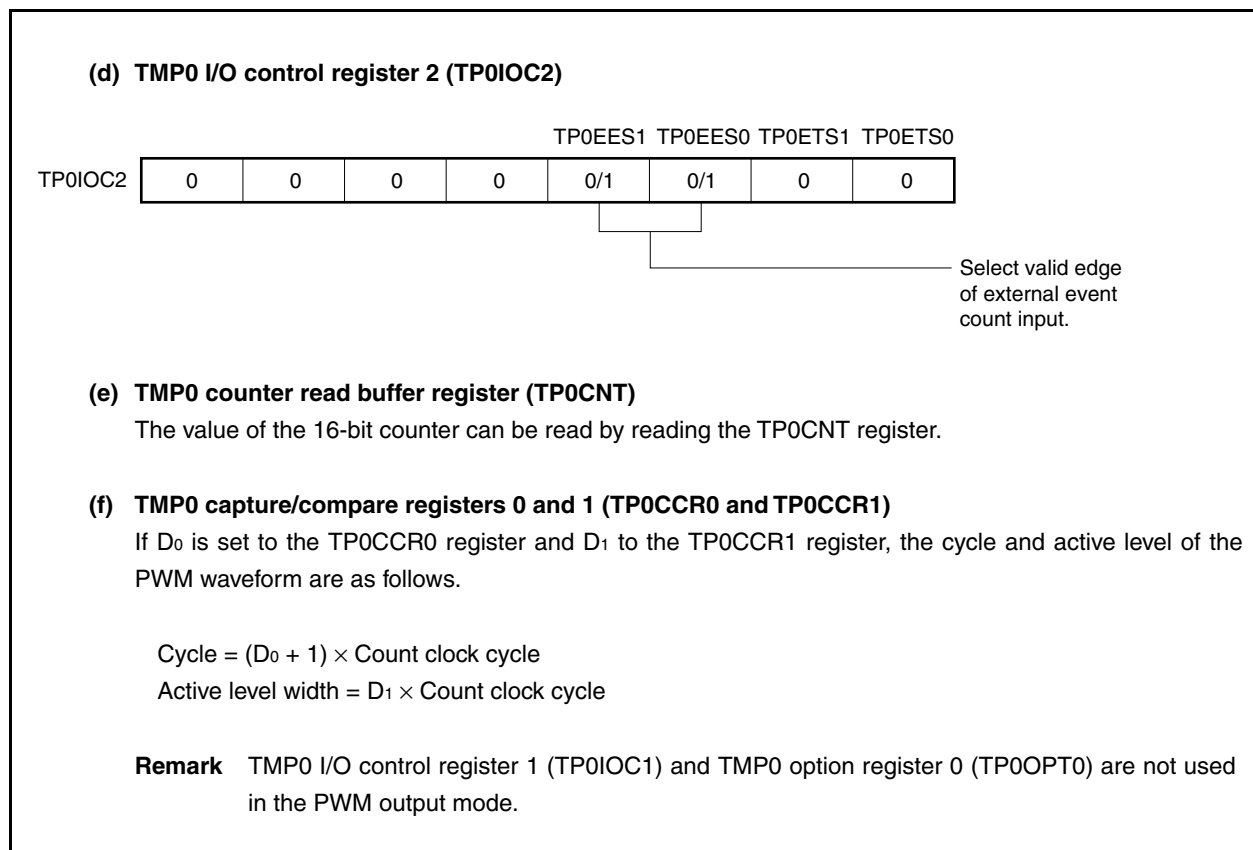 (d) TMP0 I/O control register 2 (TP0IOC2)
TP0EES1 TP0EES0 TP0ETS1 TP0ETS0
TP0IOC2 0 0 0 0 0/1 0/1 0 0
Select valid edge
of external event
count input.
(e) TMP0 counter read buffer register (TP0CNT)
The value of the 16-bit counter can be read by reading the TP0CNT register.
(f) TMP0 capture/compare registers 0 and 1 (TP0CCR0 and TP0CCR1)
If D0 is set to the TP0CCR0 register and D1 to the TP0CCR1 register, the cycle and active level of the
PWM waveform are as follows.
Cycle = (D0 + 1) × Count clock cycle
Active level width = D1 × Count clock cycle
Remark TMP0 I/O control register 1 (TP0IOC1) and TMP0 option register 0 (TP0OPT0) are not used
in the PWM output mode.